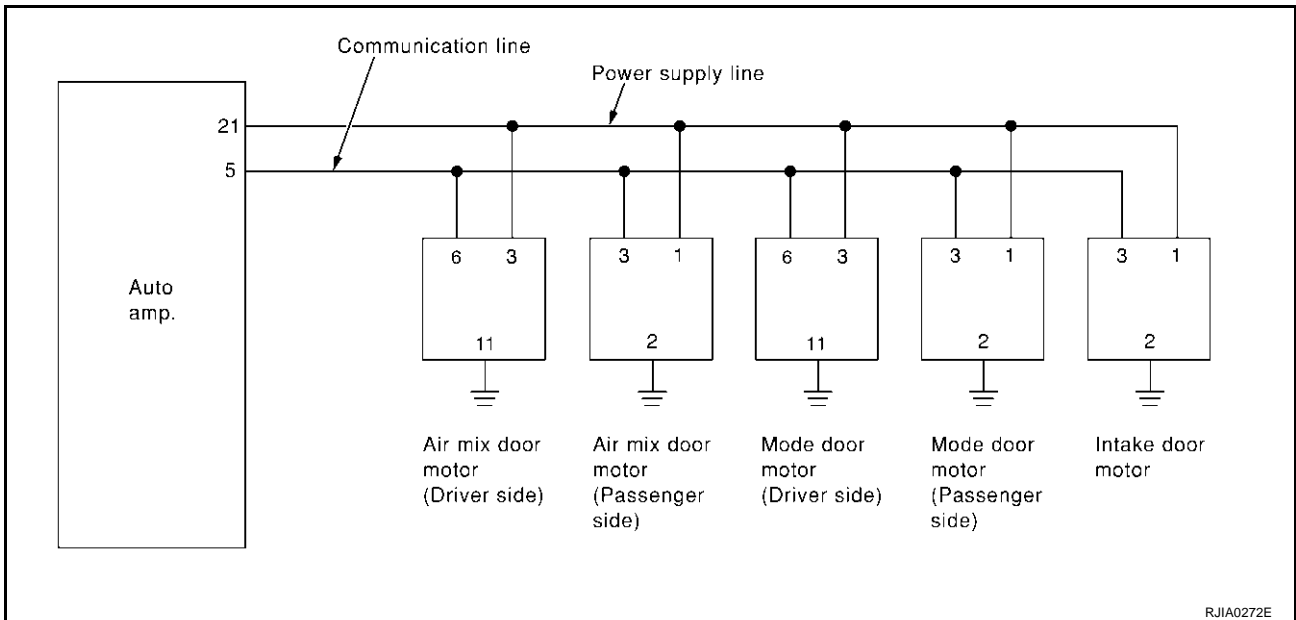 Communication line
Power supply line
21
5
6 3
3 1
6 3
3 1
3 1
Auto
amp.
11
2
11
2
2
Air mix door
motor
(Driver side)
Air mix door
motor
(Passenger
side)
Mode door
motor
(Driver side)
Mode door
motor
(Passenger
side)
Intake door
motor
RJIA0272E